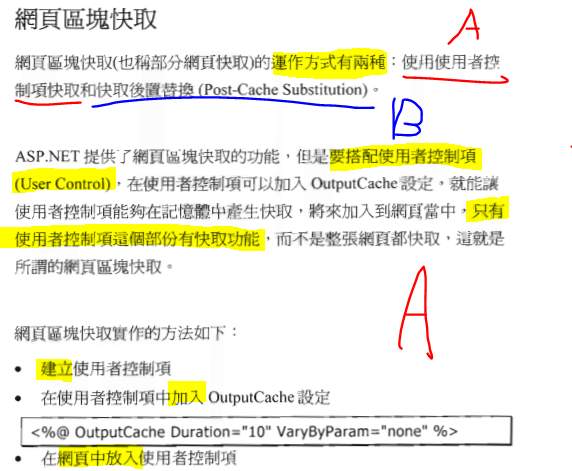 網頁區塊快取
A
網頁區塊快取(也稱部分網頁快取)的運作方式有兩種：使用使用者控
制項快取和快取後置替換 (Post-Cache Substitution)。
B
ASP.NET 提供了網頁區塊快取的功能，但是要搭配使用者控制項
(User Control)，在使用者控制項可以加入 OutputCache 設定，就能讓
使用者控制項能夠在記憶體中產生快取，將來加入到網頁當中，只有
使用者控制項這個部份有快取功能，而不是整張網頁都快取，這就是
所謂的網頁區塊快取。
A
網頁區塊快取實作的方法如下：
• 建立使用者控制項
• 在使用者控制項中加入 OutputCache 設定
<%@ OutputCache Duration="10" VaryByParam="none" %>
• 在網頁中放入使用者控制項